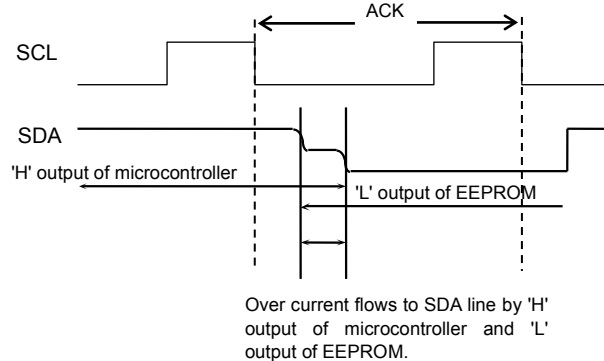 ACK
SCL
SDA
'H' output of microcontroller
'L' output of EEPROM
Over current flows to SDA line by 'H'
output of microcontroller and 'L'
output of EEPROM.